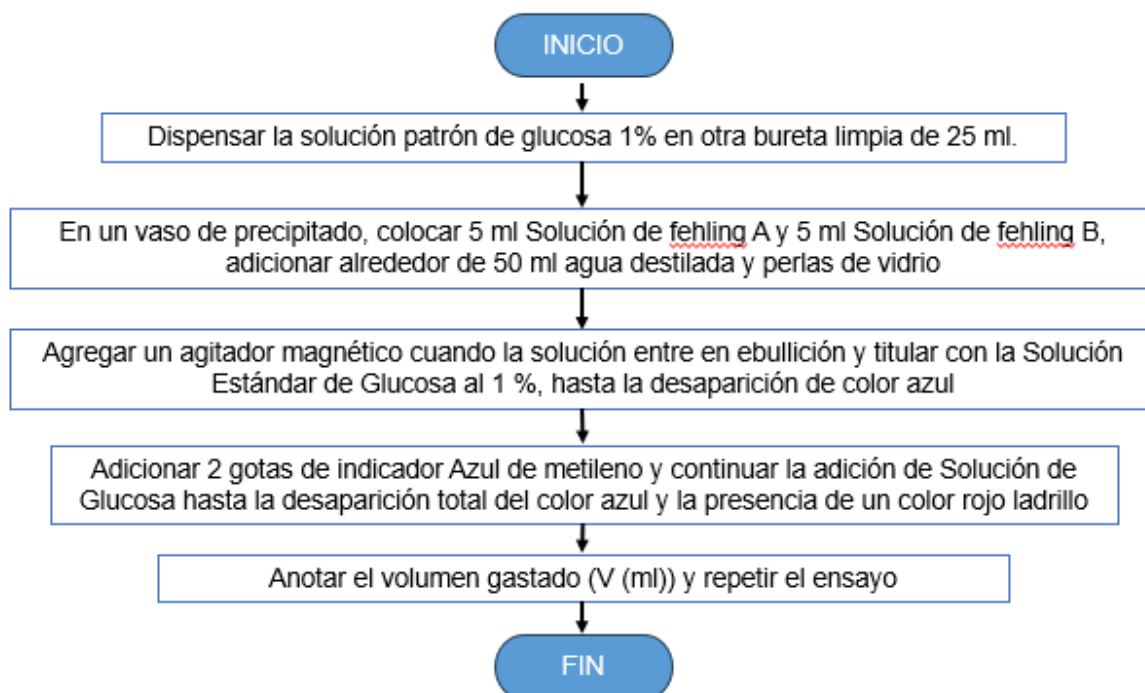 INICIO
Dispensar la solución patrón de glucosa 1% en otra bureta limpia de 25 ml.
En un vaso de precipitado, colocar 5 ml Solución de fehling A y 5 ml Solución de fehling B,
adicionar alrededor de 50 ml agua destilada y perlas de vidrio
Agregar un agitador magnético cuando la solución entre en ebullición y titular con la Solución
Estándar de Glucosa al 1 %, hasta la desaparición de color azul
Adicionar 2 gotas de indicador Azul de metileno y continuar la adición de Solución de
Glucosa hasta la desaparición total del color azul y la presencia de un color rojo ladrillo
Anotar el volumen gastado (V (ml)) y repetir el ensayo
FIN